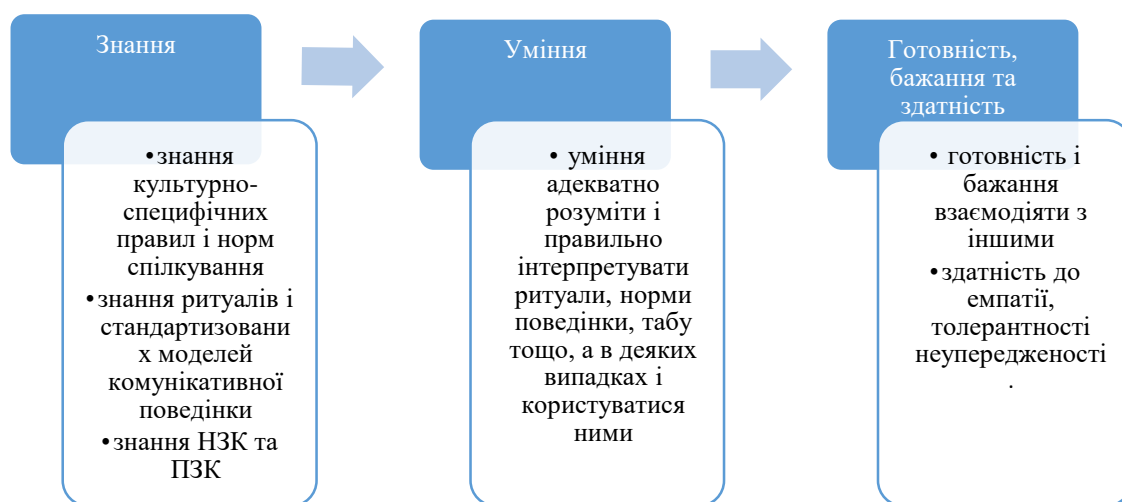 Знання
•знання
культурно-
специфічних
правил і норм
спілкування
•знання ритуалів і
стандартизовани
х моделей
комунікативної
поведінки
•знання НЗК та
ПЗК
Уміння
• уміння
адекватно
розуміти і
правильно
інтерпретувати
ритуали, норми
поведінки, табу
тощо, а в деяких
випадках і
користуватися
ними
Готовність,
бажання та
здатність
• готовність і
бажання
взаємодіяти з
іншими
•здатність до
емпатії,
толерантності
неупередженості
.